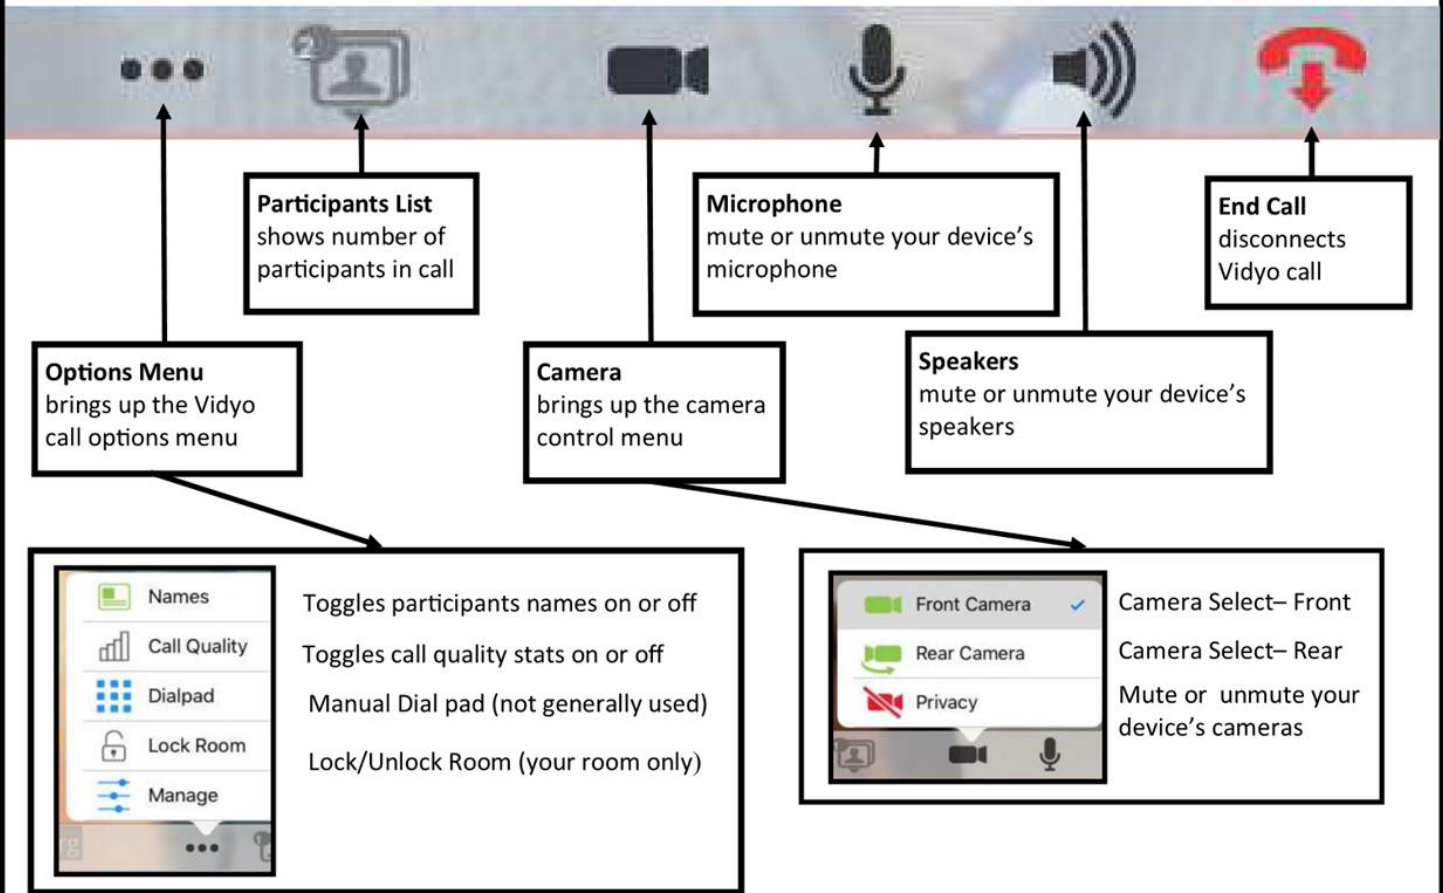 2
Participants List
shows number of
participants in call
Microphone
mute or unmute your device's
microphone
End Call
disconnects
Vidyo call
Options Menu
brings up the Vidyo
call options menu
Camera
brings up the camera
control menu
Speakers
mute or unmute your device's
speakers
Names
Toggles participants names on or off
Call Quality
Toggles call quality stats on or off
Dialpad
Manual Dial pad (not generally used)
Lock Room
Lock/Unlock Room (your room only)
Manage
rg
1
Front Camera
Camera Select– Front
Rear Camera
Camera Select– Rear
Privacy
Mute or unmute your
device's cameras